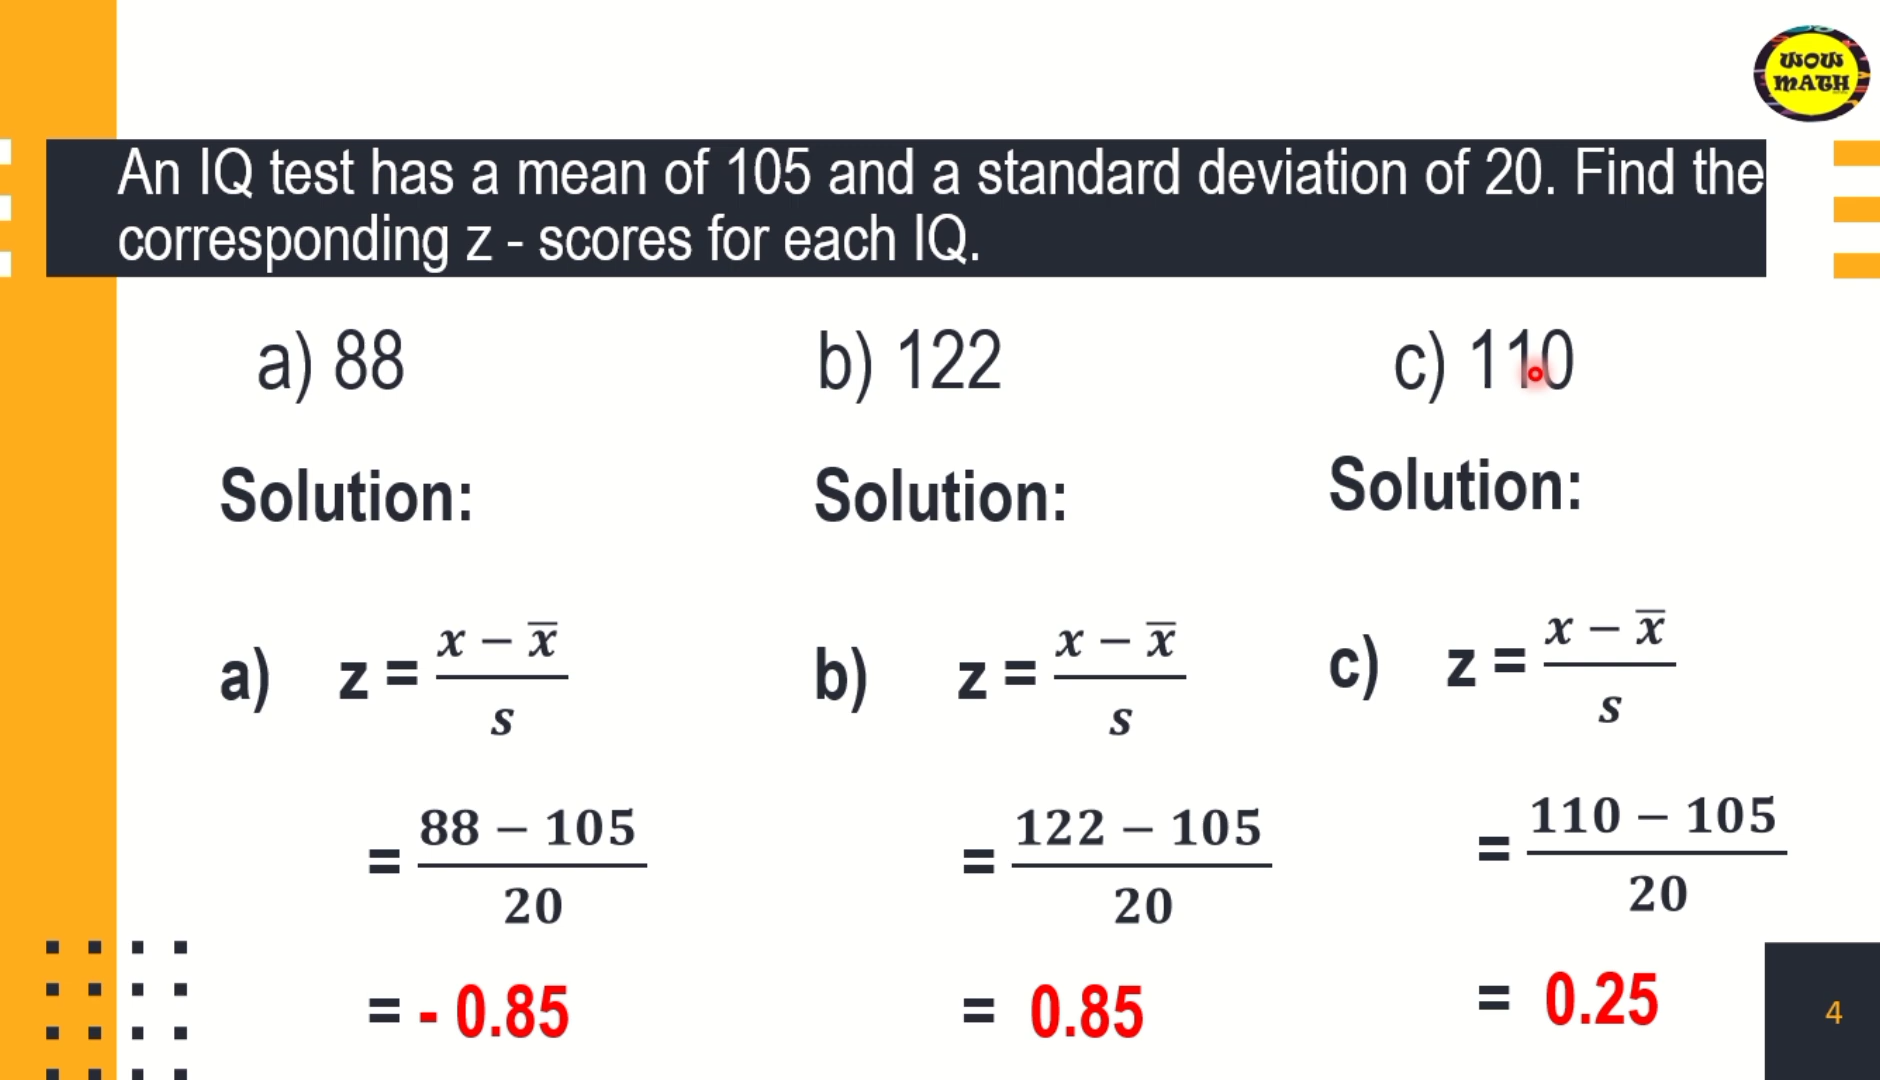 WOW
MATH
An IQ test has a mean of 105 and a standard deviation of 20. Find the
corresponding z - scores for each IQ.
a) 88
b) 122
c) 110
Solution:
Solution:
Solution:
a) z = (x − x̅)/s
b) z = (x − x̅)/s
c) z = (x − x̅)/s
= (88 − 105)/20
= (122 − 105)/20
= (110 − 105)/20
= - 0.85
= 0.85
= 0.25
4